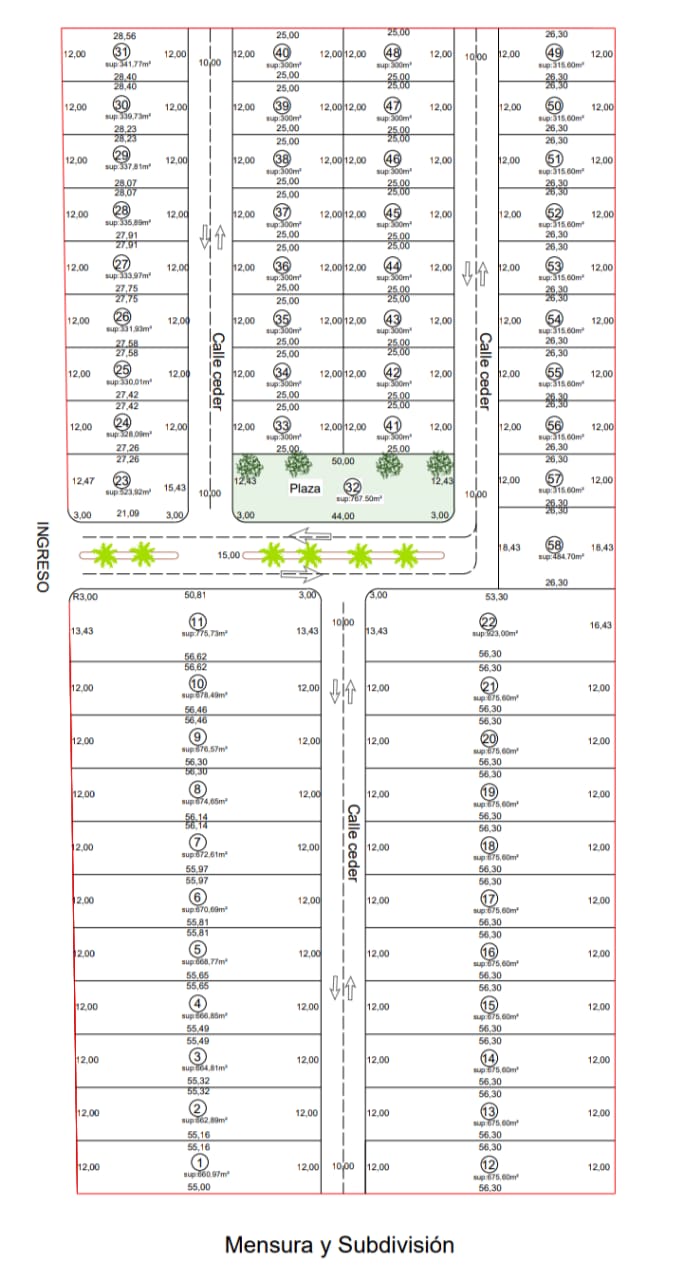 28,56 25,00 25,00 26,30
12,00 31 12,00 10,00 12,00 40 12,00 12,00 48 12,00 10,00 12,00 49 12,00
sup:341,77m² sup:300m² sup:300m² sup:315.60m²
28,40 25,00 25,00 26,30
28,40 25,00 25,00 26,30
12,00 30 12,00 12,00 39 12,00 12,00 47 12,00 12,00 50 12,00
sup:339,73m² sup:300m² sup:300m² sup:315.60m²
28,23 25,00 25,00 26,30
28,23 25,00 25,00
12,00 29 12,00 12,00 38 12,00 12,00 46 12,00 12,00 51 12,00
sup:337,81m² sup:300m² sup:300m² sup:315.60m²
28,07 25,00 25,00 26,30
28,07 25,00 25,00 26,30
12,00 28 12,00 12,00 37 12,00 12,00 45 12,00 12,00 52 12,00
sup:335,89m² sup:300m² sup:300m² sup:315.60m²
27,91 25,00 25,00 26,30
27,91 25,00 25,00 26,30
12,00 27 12,00 12,00 36 12,00 12,00 44 12,00 12,00 53 12,00
sup:333,97m² sup:300m² sup:300m² sup:315.60m²
27,75 25,00 25,00 26,30
27,75 25,00 25,00 26,30
12,00 26 12,00 12,00 35 12,00 12,00 43 12,00 12,00 54 12,00
sup:331,93m² sup:300m² sup:300m² sup:315.60m²
27,58 25,00 25,00 26,30
27,58 25,00 25,00 26,30
Calle ceder Calle ceder
12,00 25 12,00 12,00 34 12,00 12,00 42 12,00 12,00 55 12,00
sup:330,01m² sup:300m² sup:300m² sup:315.60m²
27,42 25,00 25,00 26,30
27,42 25,00 25,00 26,30
12,00 24 12,00 12,00 33 12,00 12,00 41 12,00 12,00 56 12,00
sup:328,09m² sup:300m² sup:300m² sup:315.60m²
27,26 25,00 25,00 26,30
27,26 50,00 26,30
12,47 23 15,43 10,00 12,43 Plaza 32 12,43 10,00 12,00 57 12,00
sup:523,92m² sup:767.50m² sup:315.60m²
3,00 21,09 3,00 3,00 44,00 3,00 26,30
26,30
INGRESO
15,00 18,43 58 18,43
sup:484.70m²
26,30
R3,00 50,81 3,00 3,00 53,30
13,43 11 13,43 10,00 13,43 22 16,43
sup:775,73m² sup:923,00m²
56,62 56,30
56,62 56,30
12,00 10 12,00 12,00 21 12,00
sup:678,49m² sup:675,60m²
56,46 56,30
56,46 56,30
12,00 9 12,00 12,00 20 12,00
sup:676,57m² sup:675,60m²
56,30 56,30
56,30 56,30
12,00 8 12,00 12,00 19 12,00
sup:674,65m² sup:675,60m²
56,14 56,30
56,14 56,30
Calle ceder
12,00 7 12,00 12,00 18 12,00
sup:672,61m² sup:675,60m²
55,97 56,30
55,97 56,30
12,00 6 12,00 12,00 17 12,00
sup:670,69m² sup:675,60m²
55,81 56,30
55,81 56,30
12,00 5 12,00 12,00 16 12,00
sup:668,77m² sup:675,60m²
55,65 56,30
55,65 56,30
12,00 4 12,00 12,00 15 12,00
sup:666,85m² sup:675,60m²
55,49 56,30
55,49 56,30
12,00 3 12,00 12,00 14 12,00
sup:664,81m² sup:675,60m²
55,32 56,30
55,32 56,30
12,00 2 12,00 12,00 13 12,00
sup:662,89m² sup:675,60m²
55,16 56,30
55,16 56,30
12,00 1 12,00 10,00 12,00 12 12,00
sup:660,97m² sup:675,60m²
55,00 56,30
Mensura y Subdivisión